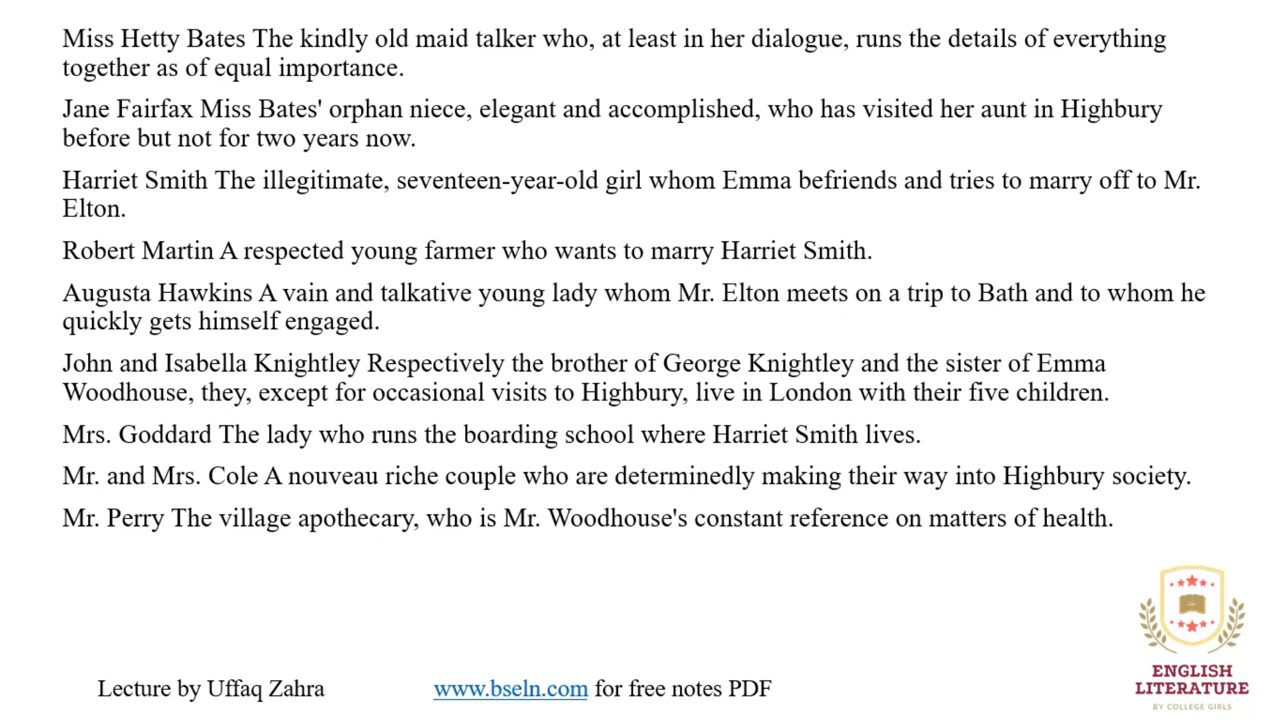 Miss Hetty Bates The kindly old maid talker who, at least in her dialogue, runs the details of everything
together as of equal importance.
Jane Fairfax Miss Bates' orphan niece, elegant and accomplished, who has visited her aunt in Highbury
before but not for two years now.
Harriet Smith The illegitimate, seventeen-year-old girl whom Emma befriends and tries to marry off to Mr.
Elton.
Robert Martin A respected young farmer who wants to marry Harriet Smith.
Augusta Hawkins A vain and talkative young lady whom Mr. Elton meets on a trip to Bath and to whom he
quickly gets himself engaged.
John and Isabella Knightley Respectively the brother of George Knightley and the sister of Emma
Woodhouse, they, except for occasional visits to Highbury, live in London with their five children.
Mrs. Goddard The lady who runs the boarding school where Harriet Smith lives.
Mr. and Mrs. Cole A nouveau riche couple who are determinedly making their way into Highbury society.
Mr. Perry The village apothecary, who is Mr. Woodhouse's constant reference on matters of health.
Lecture by Uffaq Zahra
www.bseln.com for free notes PDF
ENGLISH
LITERATURE
BY COLLEGE GIRLS